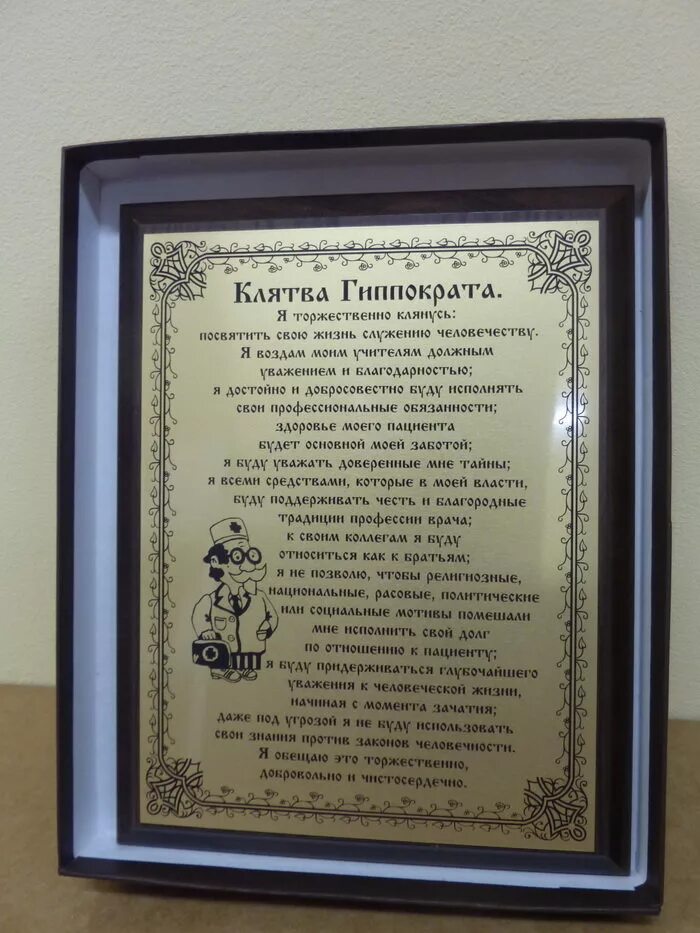 Клятва Гиппократа.
Я торжественно клянусь:
посвятить свою жизнь служению человечеству.
Я воздам моим учителям должным
уважением и благодарностью;
я достойно и добросовестно буду исполнять
свои профессиональные обязанности;
здоровье моего пациента
будет основной моей заботой;
я буду уважать доверенные мне тайны;
я всеми средствами, которые в моей власти,
буду поддерживать честь и благородные
традиции профессии врача;
к своим коллегам я буду
относиться как к братьям;
я не позволю, чтобы религиозные,
национальные, расовые, политические
или социальные мотивы помешали
мне исполнить свой долг
по отношению к пациенту;
я буду придерживаться глубочайшего
уважения к человеческой жизни,
начиная с момента зачатия;
даже под угрозой я не буду использовать
свои знания против законов человечности.
Я обещаю это торжественно,
добровольно и чистосердечно.